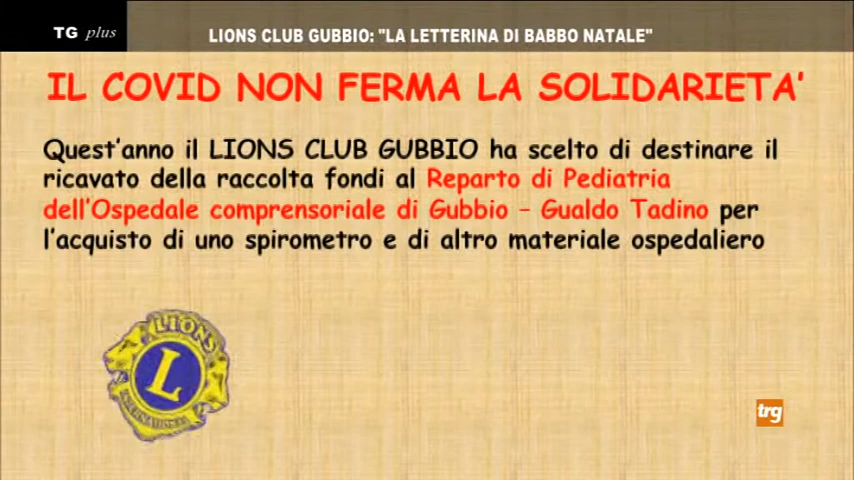 TG plus
LIONS CLUB GUBBIO: "LA LETTERINA DI BABBO NATALE"
IL COVID NON FERMA LA SOLIDARIETA'
Quest'anno il LIONS CLUB GUBBIO ha scelto di destinare il
ricavato della raccolta fondi al Reparto di Pediatria
dell'Ospedale comprensoriale di Gubbio – Gualdo Tadino per
l'acquisto di uno spirometro e di altro materiale ospedaliero
LIONS
L
INTERNATIONAL
trg